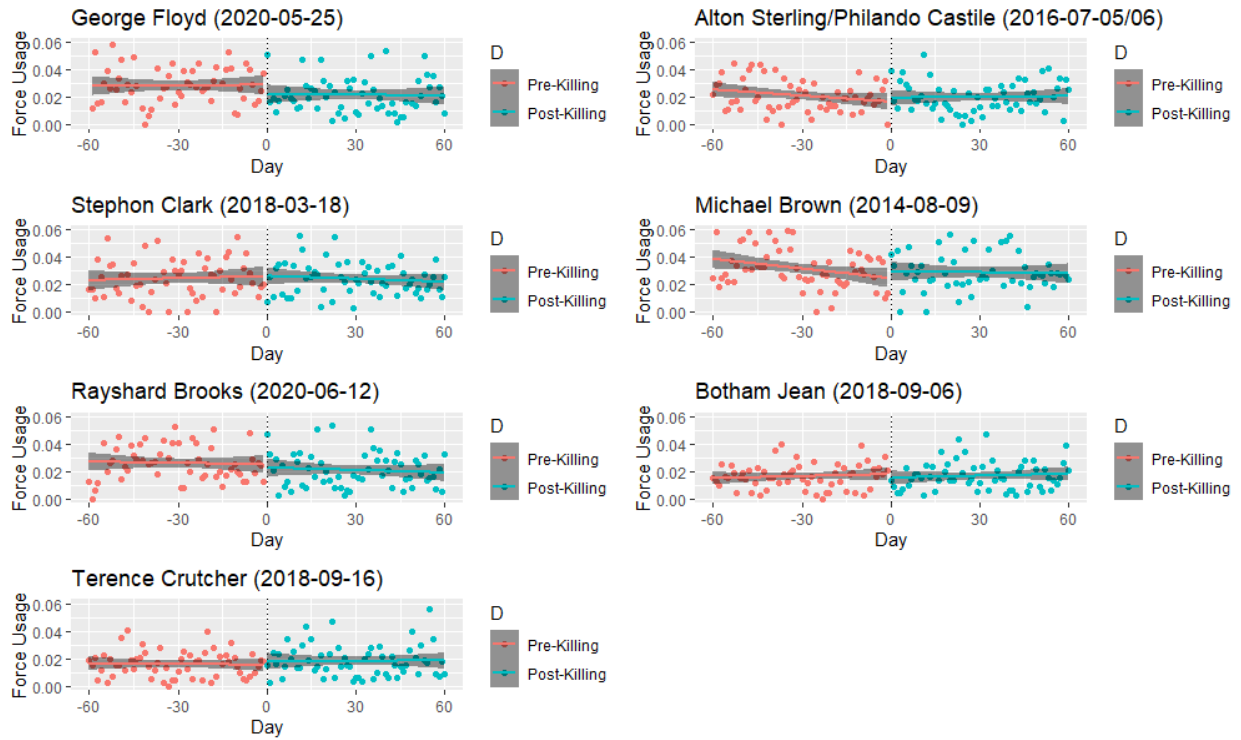 George Floyd (2020-05-25)
Force Usage
0.06
0.04
0.02
0.00
-60
-30
0
30
60
Day
D
Pre-Killing
Post-Killing
Alton Sterling/Philando Castile (2016-07-05/06)
Force Usage
0.06
0.04
0.02
0.00
-60
-30
0
30
60
Day
D
Pre-Killing
Post-Killing
Stephon Clark (2018-03-18)
Force Usage
0.06
0.04
0.02
0.00
-60
-30
0
30
60
Day
D
Pre-Killing
Post-Killing
Michael Brown (2014-08-09)
Force Usage
0.06
0.04
0.02
0.00
-60
-30
0
30
60
Day
D
Pre-Killing
Post-Killing
Rayshard Brooks (2020-06-12)
Force Usage
0.06
0.04
0.02
0.00
-60
-30
0
30
60
Day
D
Pre-Killing
Post-Killing
Botham Jean (2018-09-06)
Force Usage
0.06
0.04
0.02
0.00
-60
-30
0
30
60
Day
D
Pre-Killing
Post-Killing
Terence Crutcher (2018-09-16)
Force Usage
0.06
0.04
0.02
0.00
-60
-30
0
30
60
Day
D
Pre-Killing
Post-Killing